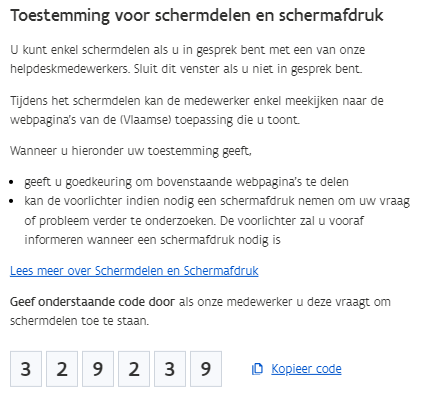 Toestemming voor schermdelen en schermafdruk
U kunt enkel schermdelen als u in gesprek bent met een van onze
helpdeskmedewerkers. Sluit dit venster als u niet in gesprek bent.
Tijdens het schermdelen kan de medewerker enkel meekijken naar de
webpagina's van de (Vlaamse) toepassing die u toont.
Wanneer u hieronder uw toestemming geeft,
• geeft u goedkeuring om bovenstaande webpagina's te delen
• kan de voorlichter indien nodig een schermafdruk nemen om uw vraag
of probleem verder te onderzoeken. De voorlichter zal u vooraf
informeren wanneer een schermafdruk nodig is
Lees meer over Schermdelen en Schermafdruk
Geef onderstaande code door als onze medewerker u deze vraagt om
schermdelen toe te staan.
3 2 9 2 3 9 Kopieer code